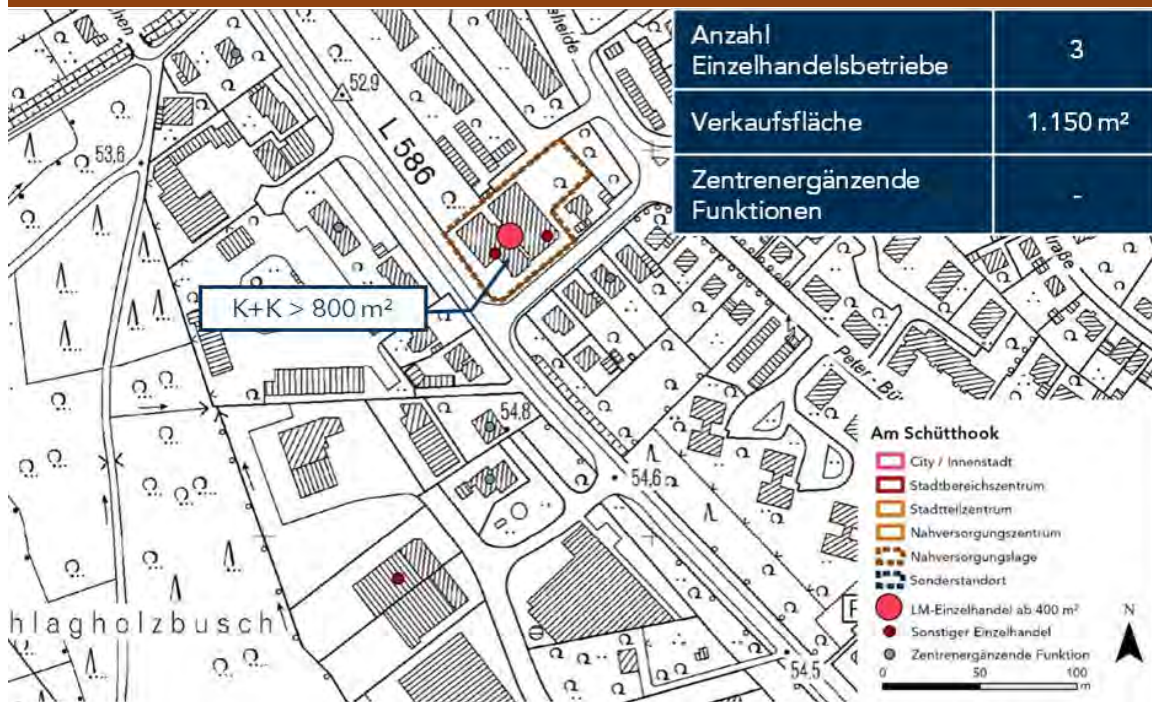 Anzahl
Einzelhandelsbetriebe
3
Verkaufsfläche
1.150 m²
Zentrenergänzende
Funktionen
-
52,9
53,6
L 586
K+K > 800 m²
54,8
54,6
54,5
hlagholzbusch
Am Schütthook
City / Innenstadt
Stadtbereichszentrum
Stadtteilzentrum
Nahversorgungszentrum
Nahversorgungslage
Sonderstandort
LM-Einzelhandel ab 400 m²
Sonstiger Einzelhandel
Zentrenergänzende Funktion
N
0 50 100
m